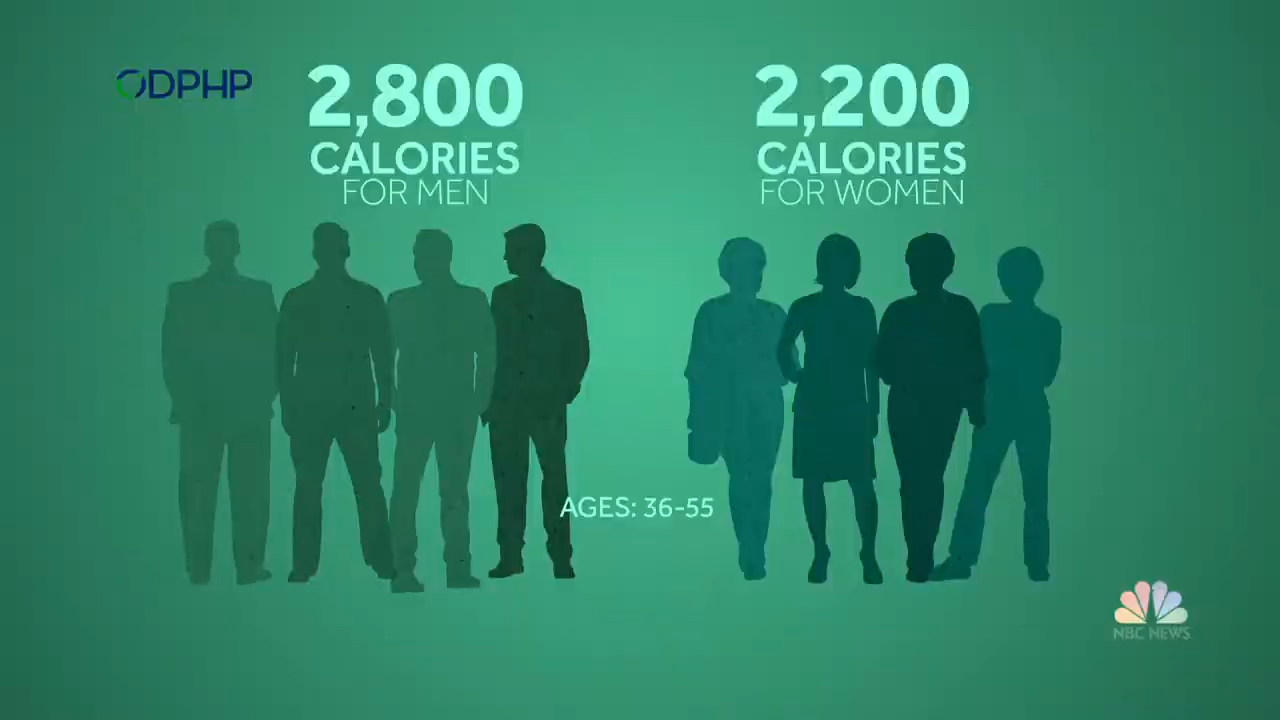 ODPHP
2,800
CALORIES
FOR MEN
2,200
CALORIES
FOR WOMEN
AGES: 36-55
NBC NEWS